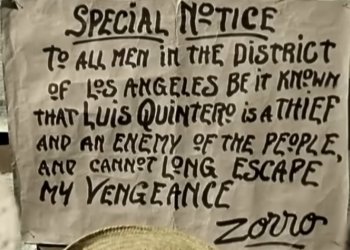 SPECIAL NOTICE
TO ALL MEN IN THE DISTRICT
OF LOS ANGELES BE IT KNOWN
THAT LUIS QUINTERO IS A THIEF
AND AN ENEMY OF THE PEOPLE,
AND CANNOT LONG ESCAPE
MY VENGEANCE
Zorro